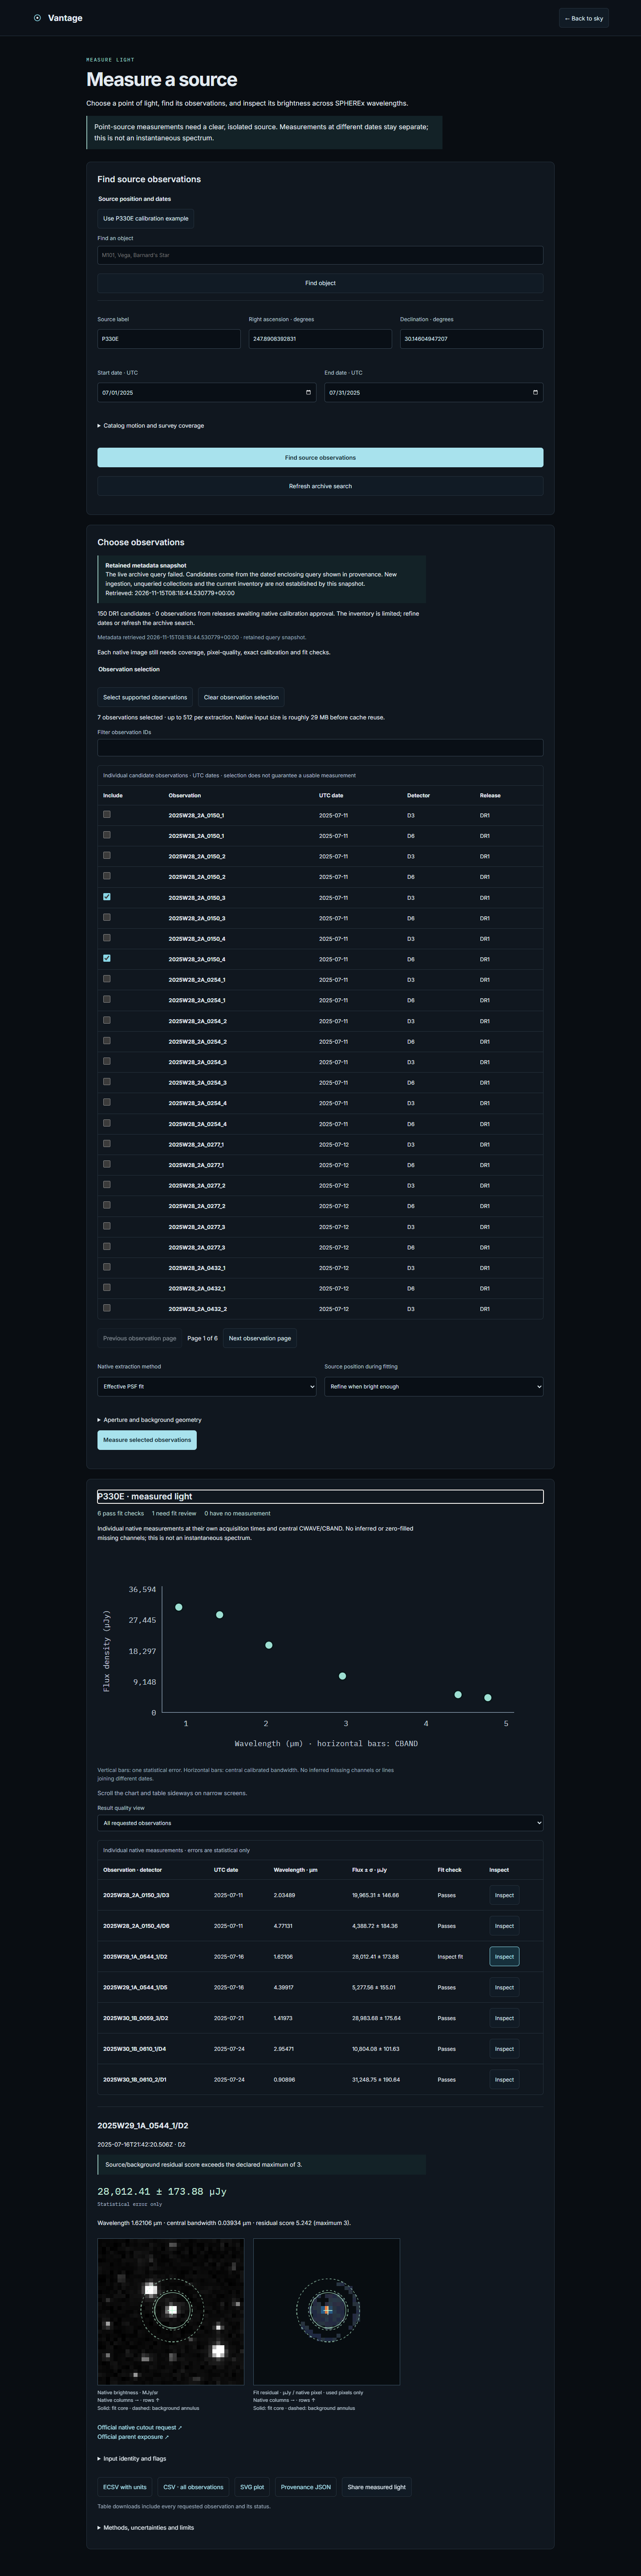 Vantage
← Back to sky
MEASURE LIGHT
Measure a source
Choose a point of light, find its observations, and inspect its brightness across SPHEREx wavelengths.
Point-source measurements need a clear, isolated source. Measurements at different dates stay separate;
this is not an instantaneous spectrum.
Find source observations
Source position and dates
Use P330E calibration example
Find an object
M101, Vega, Barnard's Star
Find object
Source label
Right ascension · degrees
Declination · degrees
P330E
247.8908392831
30.14604947207
Start date · UTC
End date · UTC
07/01/2025
07/31/2025
▸ Catalog motion and survey coverage
Find source observations
Refresh archive search
Choose observations
Retained metadata snapshot
The live archive query failed. Candidates come from the dated enclosing query shown in provenance. New
ingestion, unqueried collections and the current inventory are not established by this snapshot.
Retrieved: 2026-11-15T08:18:44.530779+00:00
150 DR1 candidates · 0 observations from releases awaiting native calibration approval. The inventory is limited; refine
dates or refresh the archive search.
Metadata retrieved 2026-11-15T08:18:44.530779+00:00 · retained query snapshot.
Each native image still needs coverage, pixel-quality, exact calibration and fit checks.
Observation selection
Select supported observations
Clear observation selection
7 observations selected · up to 512 per extraction. Native input size is roughly 29 MB before cache reuse.
Filter observation IDs
Individual candidate observations · UTC dates · selection does not guarantee a usable measurement
Include Observation UTC date Detector Release
2025W28_2A_0150_1 2025-07-11 D3 DR1
2025W28_2A_0150_1 2025-07-11 D6 DR1
2025W28_2A_0150_2 2025-07-11 D3 DR1
2025W28_2A_0150_2 2025-07-11 D6 DR1
2025W28_2A_0150_3 2025-07-11 D3 DR1
2025W28_2A_0150_3 2025-07-11 D6 DR1
2025W28_2A_0150_4 2025-07-11 D3 DR1
2025W28_2A_0150_4 2025-07-11 D6 DR1
2025W28_2A_0254_1 2025-07-11 D3 DR1
2025W28_2A_0254_1 2025-07-11 D6 DR1
2025W28_2A_0254_2 2025-07-11 D3 DR1
2025W28_2A_0254_2 2025-07-11 D6 DR1
2025W28_2A_0254_3 2025-07-11 D3 DR1
2025W28_2A_0254_3 2025-07-11 D6 DR1
2025W28_2A_0254_4 2025-07-11 D3 DR1
2025W28_2A_0254_4 2025-07-11 D6 DR1
2025W28_2A_0277_1 2025-07-12 D3 DR1
2025W28_2A_0277_1 2025-07-12 D6 DR1
2025W28_2A_0277_2 2025-07-12 D3 DR1
2025W28_2A_0277_2 2025-07-12 D6 DR1
2025W28_2A_0277_3 2025-07-12 D3 DR1
2025W28_2A_0277_3 2025-07-12 D6 DR1
2025W28_2A_0432_1 2025-07-12 D3 DR1
2025W28_2A_0432_1 2025-07-12 D6 DR1
2025W28_2A_0432_2 2025-07-12 D3 DR1
Previous observation page
Page 1 of 6
Next observation page
Native extraction method
Source position during fitting
Effective PSF fit
Refine when bright enough
▸ Aperture and background geometry
Measure selected observations
P330E · measured light
6 pass fit checks 1 need fit review 0 have no measurement
Individual native measurements at their own acquisition times and central CWAVE/CBAND. No inferred or zero-filled
missing channels; this is not an instantaneous spectrum.
Flux density (μJy)
36,594
27,445
18,297
9,148
0
1 2 3 4 5
Wavelength (μm) · horizontal bars: CBAND
Vertical bars: one statistical error. Horizontal bars: central calibrated bandwidth. No inferred missing channels or lines
joining different dates.
Scroll the chart and table sideways on narrow screens.
Result quality view
All requested observations
Individual native measurements · errors are statistical only
Observation · detector UTC date Wavelength · μm Flux ± σ · μJy Fit check Inspect
2025W28_2A_0150_3/D3 2025-07-11 2.03489 19,965.31 ± 146.66 Passes Inspect
2025W28_2A_0150_4/D6 2025-07-11 4.77131 4,388.72 ± 184.36 Passes Inspect
2025W29_1A_0544_1/D2 2025-07-16 1.62106 28,012.41 ± 173.88 Inspect fit Inspect
2025W29_1A_0544_1/D5 2025-07-16 4.39917 5,277.56 ± 155.01 Passes Inspect
2025W30_1B_0059_3/D2 2025-07-21 1.41973 28,983.68 ± 175.64 Passes Inspect
2025W30_1B_0610_1/D4 2025-07-24 2.95471 10,804.08 ± 101.63 Passes Inspect
2025W30_1B_0610_2/D1 2025-07-24 0.90896 31,248.75 ± 190.64 Passes Inspect
2025W29_1A_0544_1/D2
2025-07-16T21:42:20.506Z · D2
Source/background residual score exceeds the declared maximum of 3.
28,012.41 ± 173.88 μJy
Statistical error only
Wavelength 1.62106 μm · central bandwidth 0.03934 μm · residual score 5.242 (maximum 3).
Native brightness · MJy/sr
Native columns → · rows ↑
Solid: fit core · dashed: background annulus
Fit residual · μJy / native pixel · used pixels only
Native columns → · rows ↑
Solid: fit core · dashed: background annulus
Official native cutout request ↗
Official parent exposure ↗
▸ Input identity and flags
ECSV with units
CSV · all observations
SVG plot
Provenance JSON
Share measured light
Table downloads include every requested observation and its status.
▸ Methods, uncertainties and limits